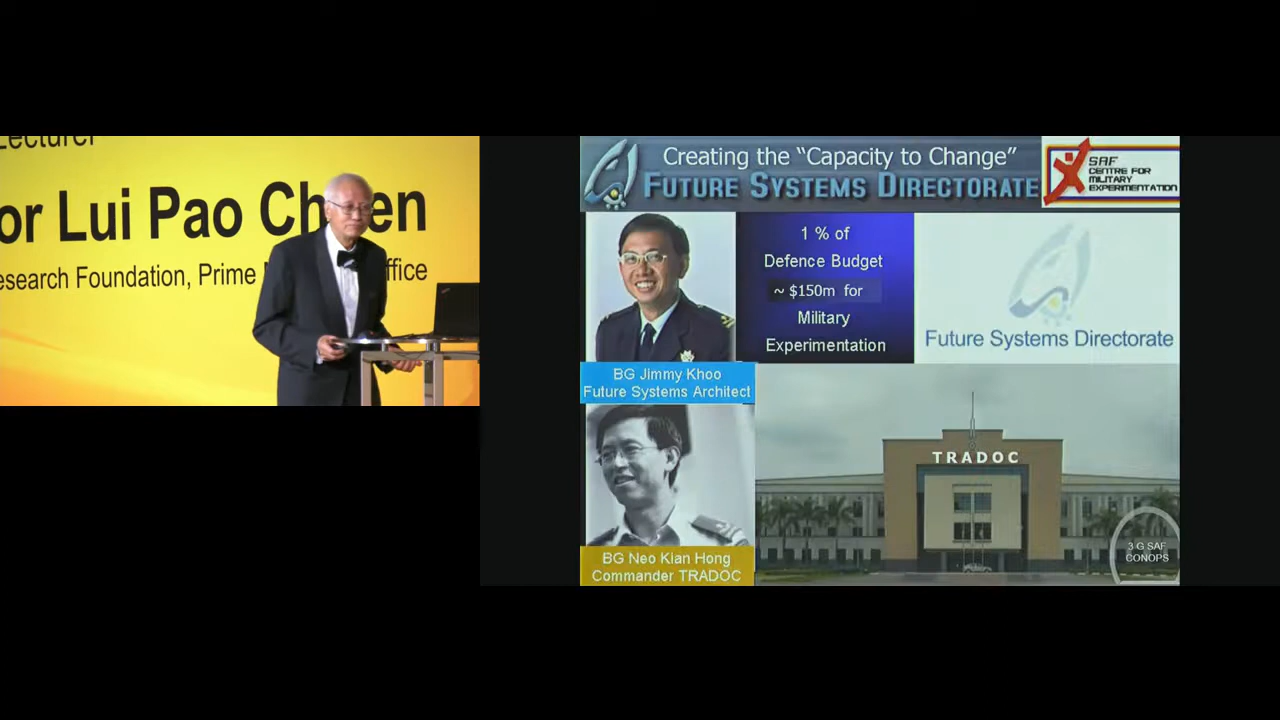 Lecturer
or Lui Pao Ch en
esearch Foundation, Prime ffice
Creating the “Capacity to Change”
FUTURE SYSTEMS DIRECTORATE
SAF
CENTRE FOR
MILITARY
EXPERIMENTATION
1 % of
Defence Budget
~ $150m for
Military
Experimentation
Future Systems Directorate
BG Jimmy Khoo
Future Systems Architect
TRADOC
BG Neo Kian Hong
Commander TRADOC
3 G SAF
CONOPS